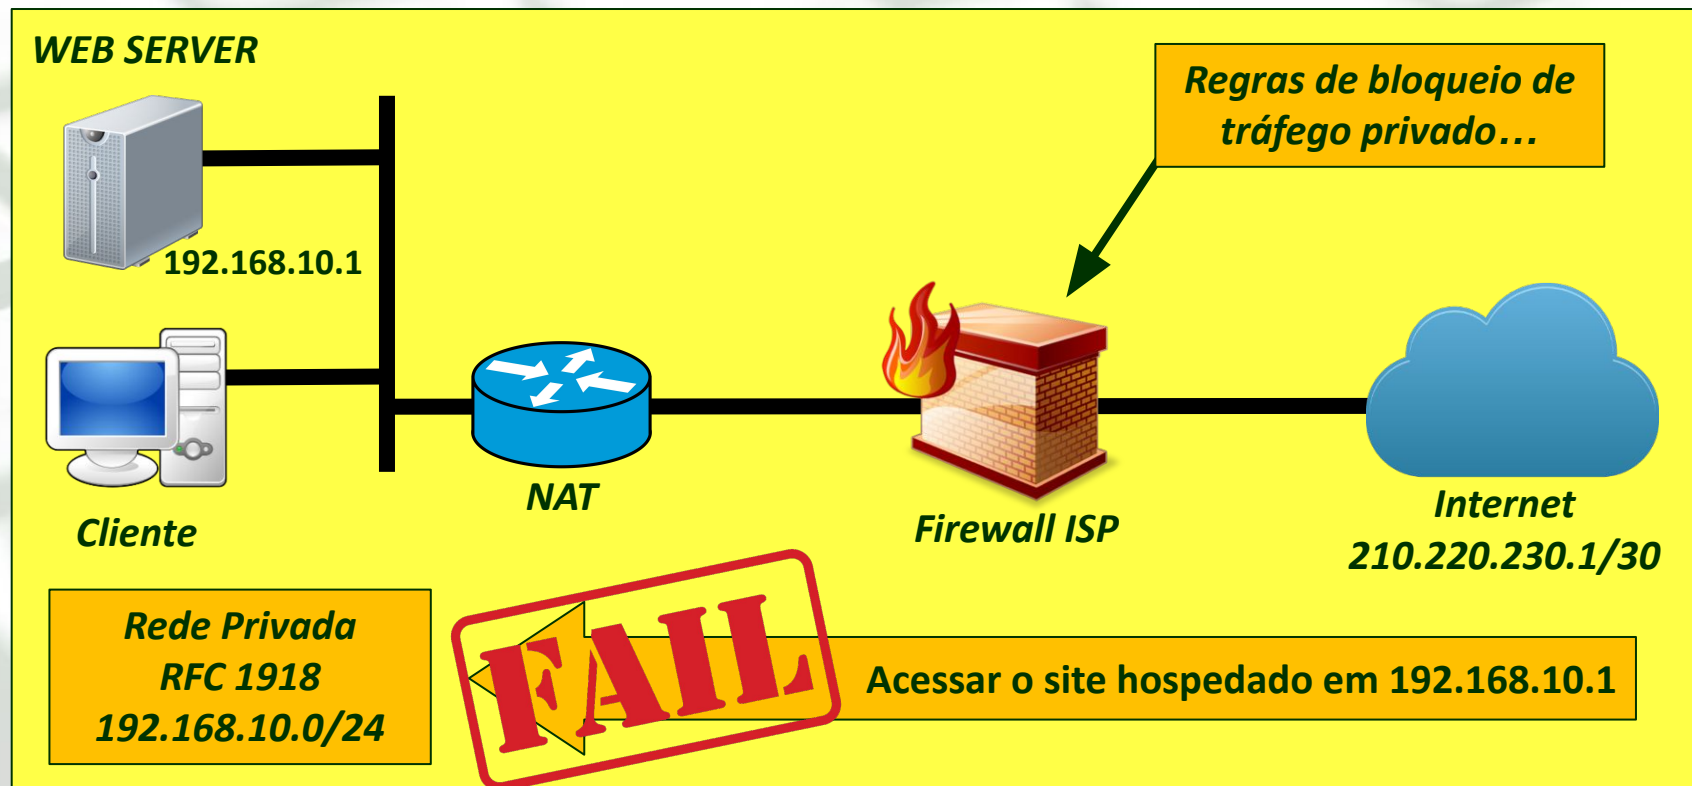 WEB SERVER
Regras de bloqueio de
tráfego privado...
192.168.10.1
Cliente
NAT
Firewall ISP
Internet
210.220.230.1/30
Rede Privada
RFC 1918
192.168.10.0/24
FAIL
Acessar o site hospedado em 192.168.10.1